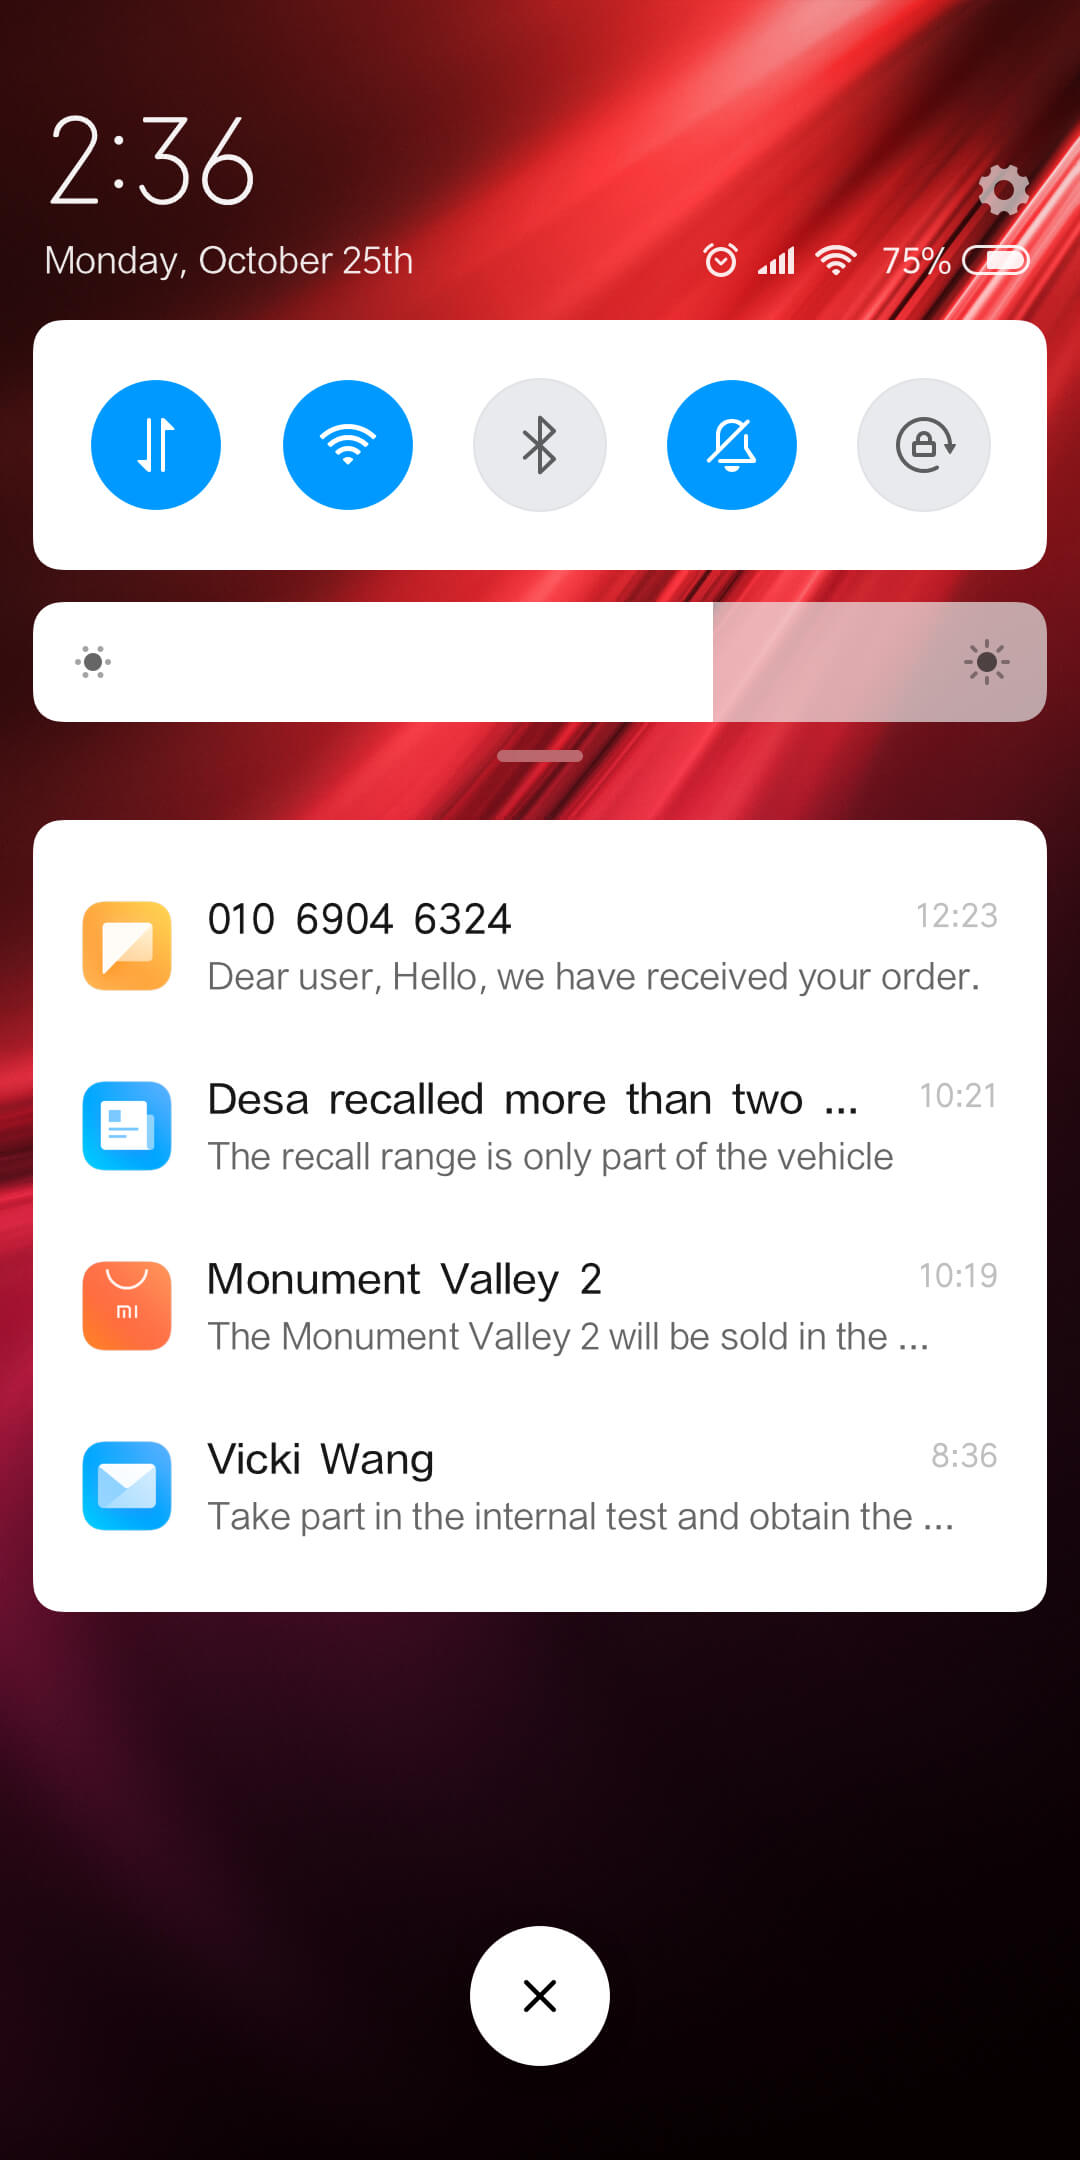 2:36
Monday, October 25th
75%
010 6904 6324
12:23
Dear user, Hello, we have received your order.
Desa recalled more than two ...
10:21
The recall range is only part of the vehicle
Monument Valley 2
10:19
The Monument Valley 2 will be sold in the ...
MI
Vicki Wang
8:36
Take part in the internal test and obtain the ...